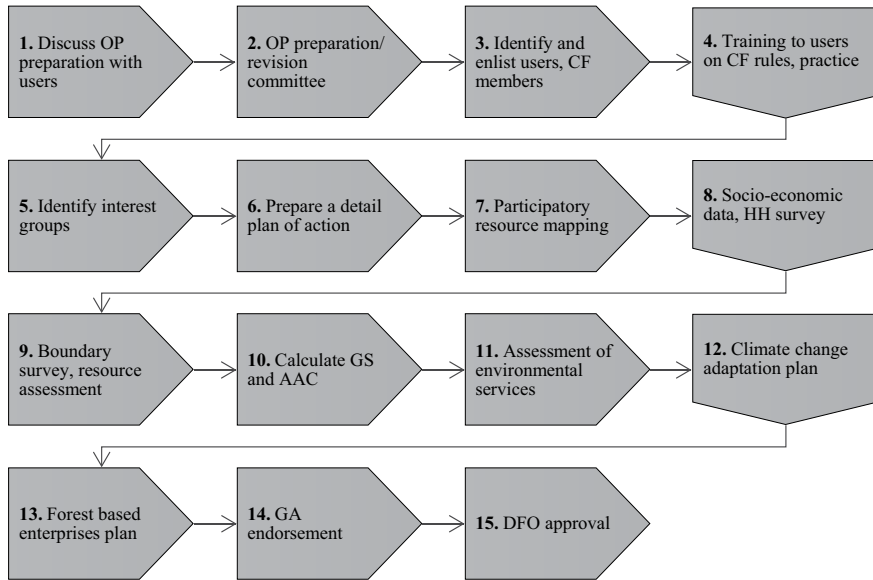 1. Discuss OP
preparation with
users
2. OP preparation/
revision
committee
3. Identify and
enlist users, CF
members
4. Training to users
on CF rules, practice
5. Identify interest
groups
6. Prepare a detail
plan of action
7. Participatory
resource mapping
8. Socio-economic
data, HH survey
9. Boundary
survey, resource
assessment
10. Calculate GS
and AAC
11. Assessment of
environmental
services
12. Climate change
adaptation plan
13. Forest based
enterprises plan
14. GA
endorsement
15. DFO approval